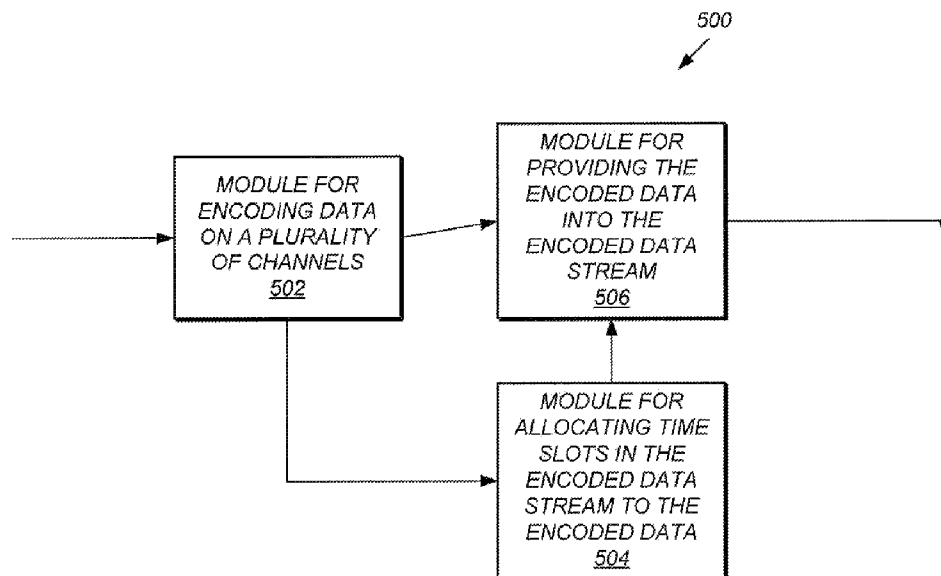 500
MODULE FOR
ENCODING DATA
ON A PLURALITY
OF CHANNELS
502
MODULE FOR
PROVIDING THE
ENCODED DATA
INTO THE
ENCODED DATA
STREAM
506
MODULE FOR
ALLOCATING TIME
SLOTS IN THE
ENCODED DATA
STREAM TO THE
ENCODED DATA
504